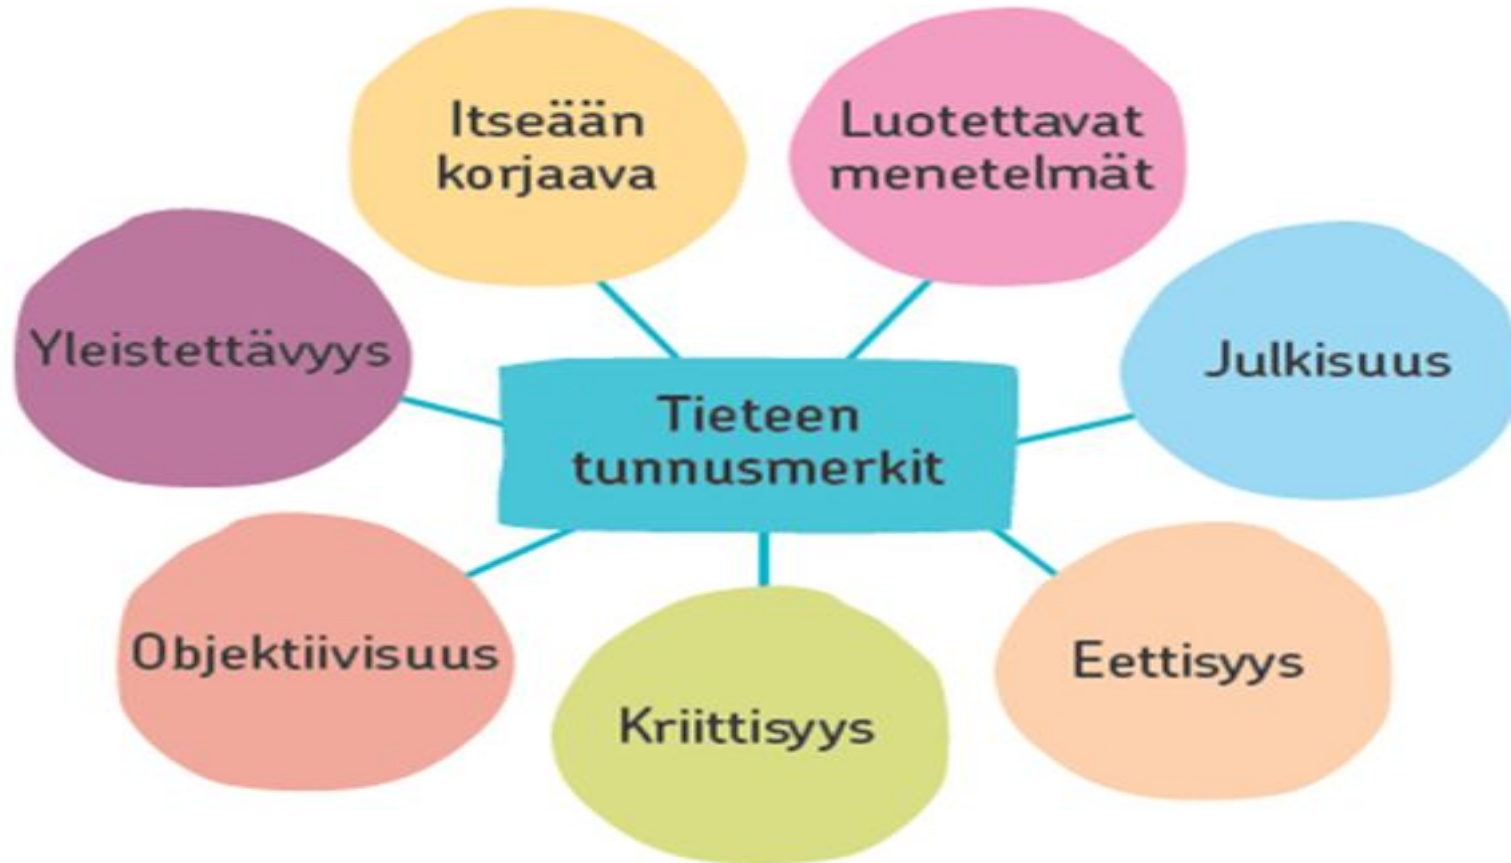 Itseään
korjaava
Luotettavat
menetelmät
Yleistettävyys
Julkisuus
Tieteen
tunnusmerkit
Objektiivisuus
Kriittisyys
Eettisyys